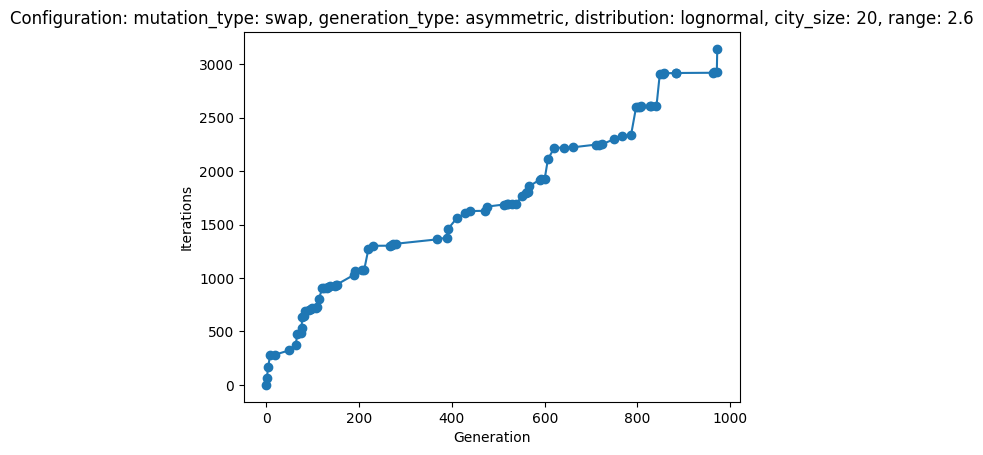 Configuration: mutation_type: swap, generation_type: asymmetric, distribution: lognormal, city_size: 20, range: 2.6
3000
2500
2000
1500
1000
500
0
Iterations
0 200 400 600 800 1000
Generation